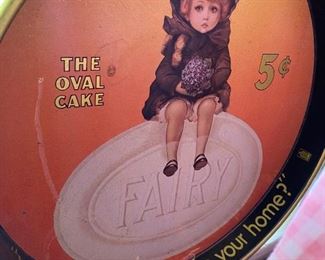 THE
OVAL
CAKE
5¢
FAIRY
your home?"